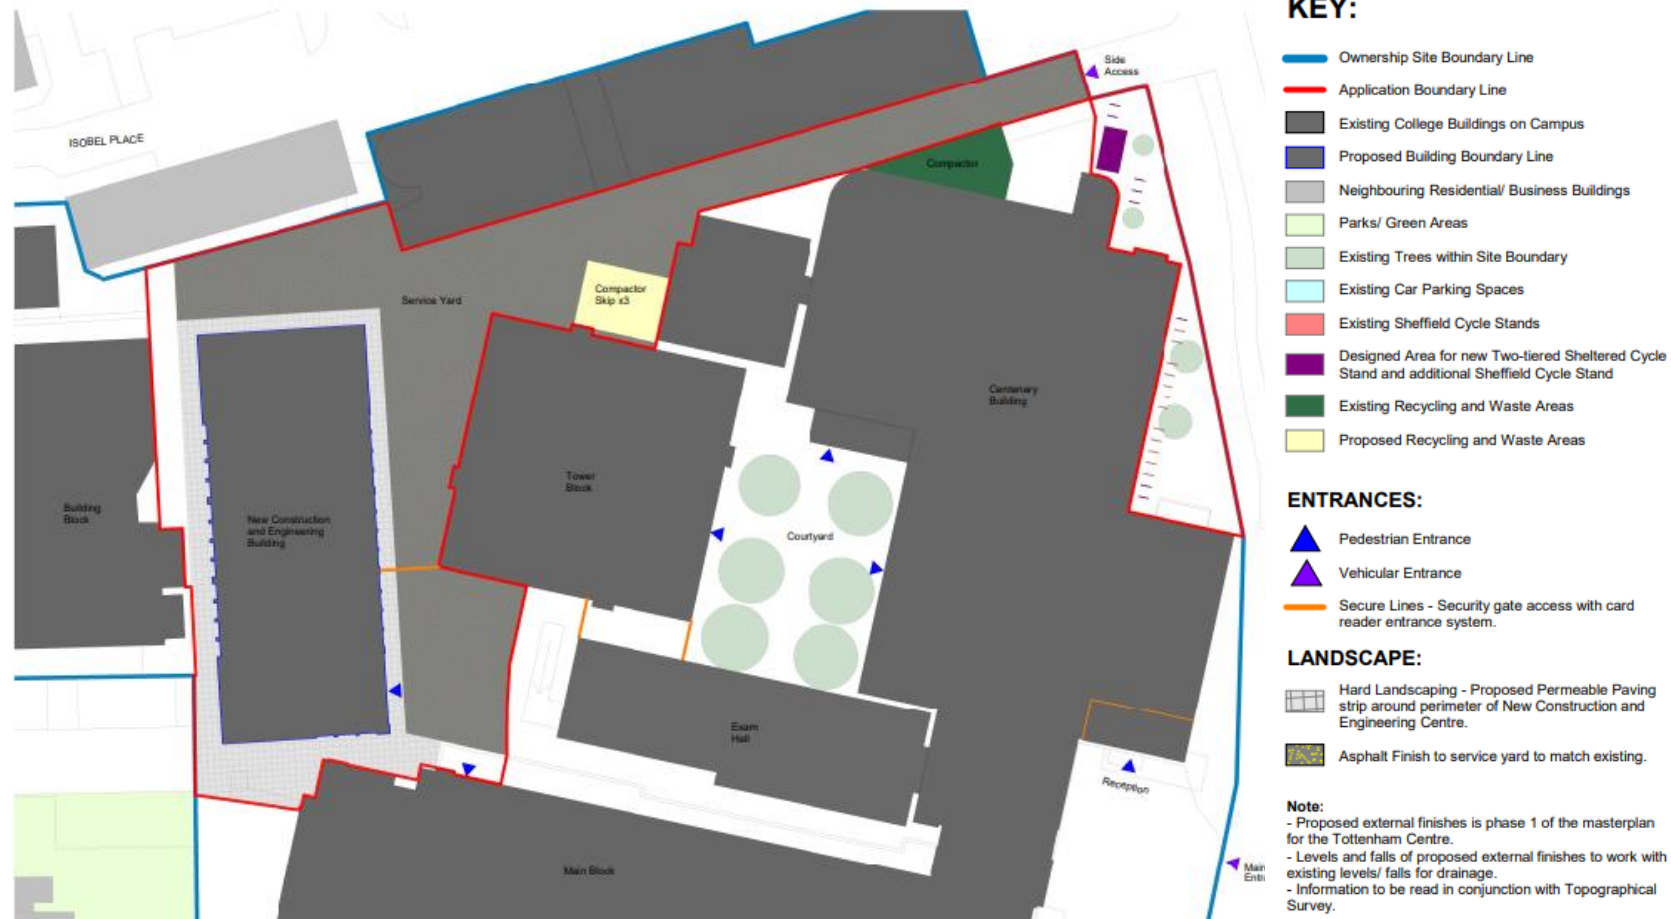 ISOBEL PLACE
Side
Access
Compactor
Compactor
Skip x3
Service Yard
Centenary
Building
Tower
Block
Building
Block
New Construction
and Engineering
Building
Courtyard
Exam
Hall
Reception
Main Block
Main
KEY:
Ownership Site Boundary Line
Application Boundary Line
Existing College Buildings on Campus
Proposed Building Boundary Line
Neighbouring Residential/ Business Buildings
Parks/ Green Areas
Existing Trees within Site Boundary
Existing Car Parking Spaces
Existing Sheffield Cycle Stands
Designed Area for new Two-tiered Sheltered Cycle
Stand and additional Sheffield Cycle Stand
Existing Recycling and Waste Areas
Proposed Recycling and Waste Areas
ENTRANCES:
Pedestrian Entrance
Vehicular Entrance
Secure Lines - Security gate access with card
reader entrance system.
LANDSCAPE:
Hard Landscaping - Proposed Permeable Paving
strip around perimeter of New Construction and
Engineering Centre.
Asphalt Finish to service yard to match existing.
Note:
- Proposed external finishes is phase 1 of the masterplan
for the Tottenham Centre.
- Levels and falls of proposed external finishes to work with
existing levels/ falls for drainage.
- Information to be read in conjunction with Topographical
Survey.